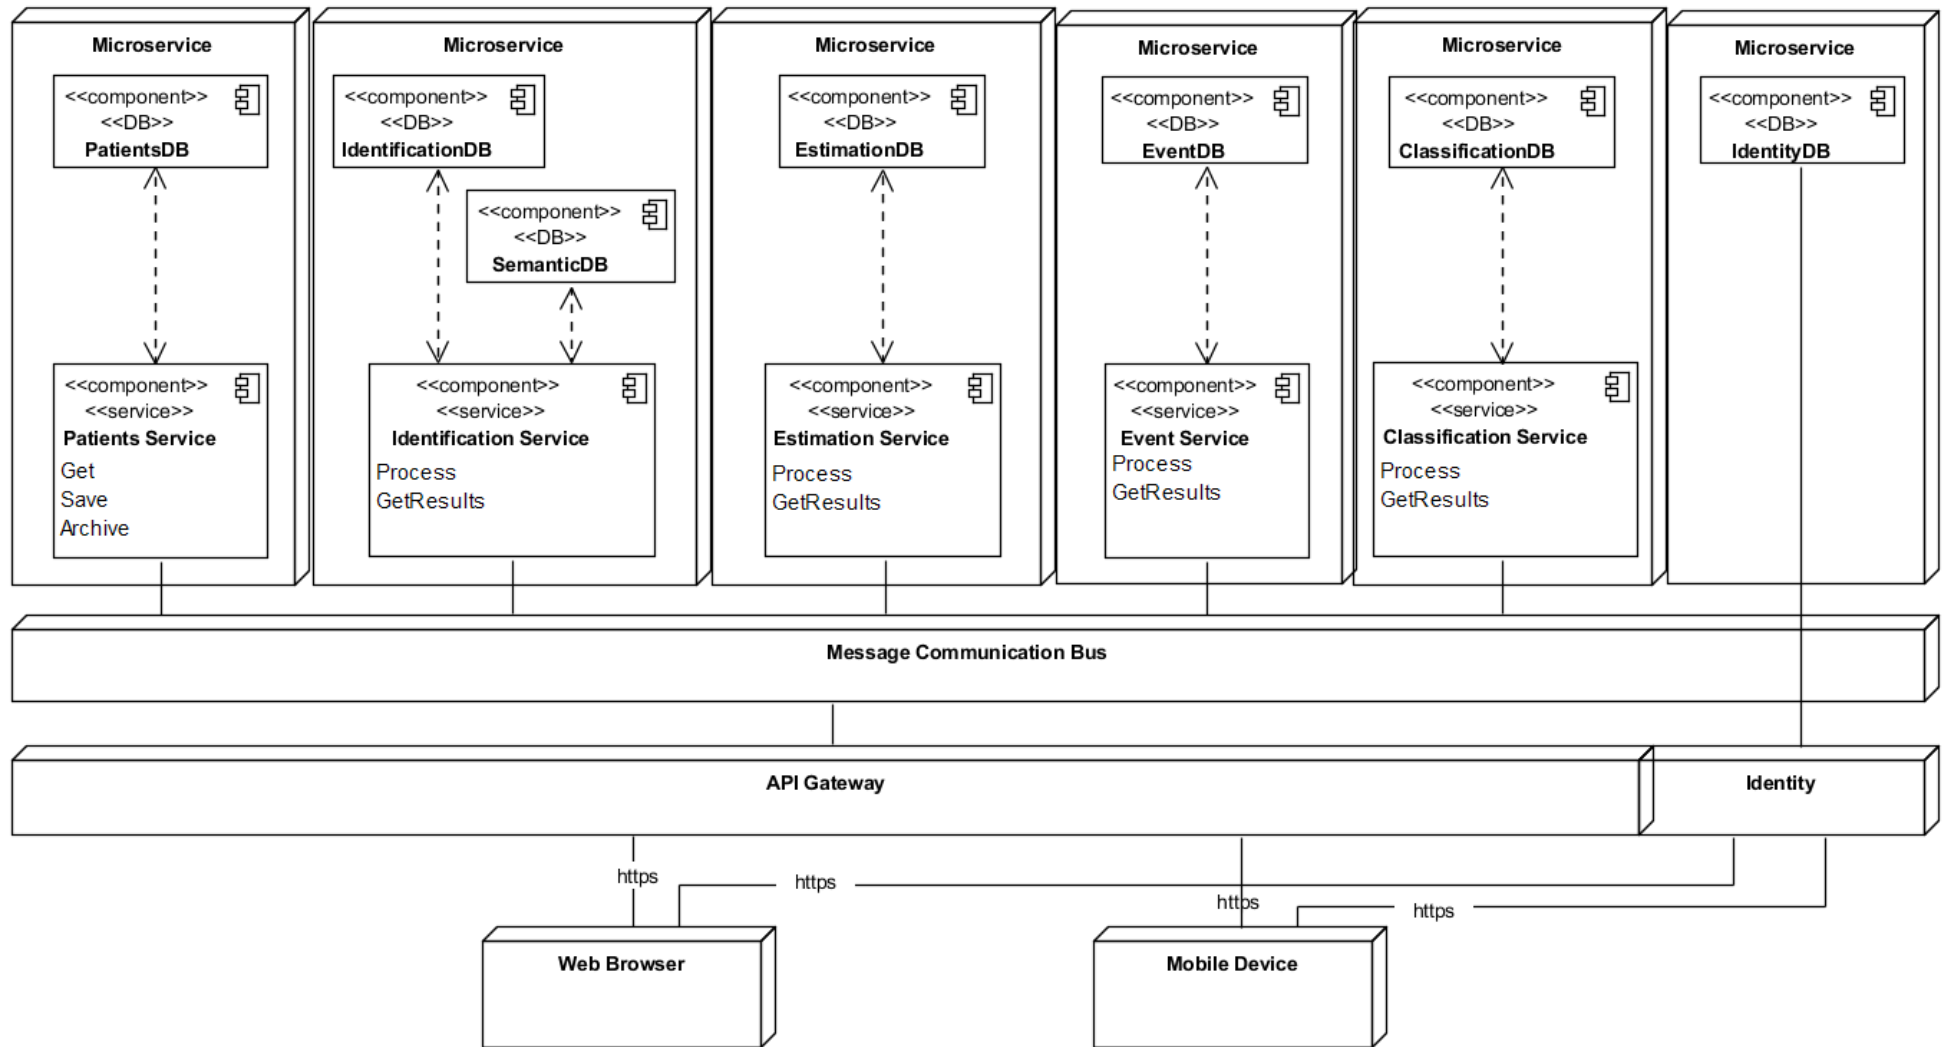 Microservice
<<component>>
<<DB>>
PatientsDB
<<component>>
<<service>>
Patients Service
Get
Save
Archive
Microservice
<<component>>
<<DB>>
IdentificationDB
<<component>>
<<DB>>
SemanticDB
<<component>>
<<service>>
Identification Service
Process
GetResults
Microservice
<<component>>
<<DB>>
EstimationDB
<<component>>
<<service>>
Estimation Service
Process
GetResults
Microservice
<<component>>
<<DB>>
EventDB
<<component>>
<<service>>
Event Service
Process
GetResults
Microservice
<<component>>
<<DB>>
ClassificationDB
<<component>>
<<service>>
Classification Service
Process
GetResults
Microservice
<<component>>
<<DB>>
IdentityDB
Message Communication Bus
API Gateway
Identity
https
https
https
https
Web Browser
Mobile Device